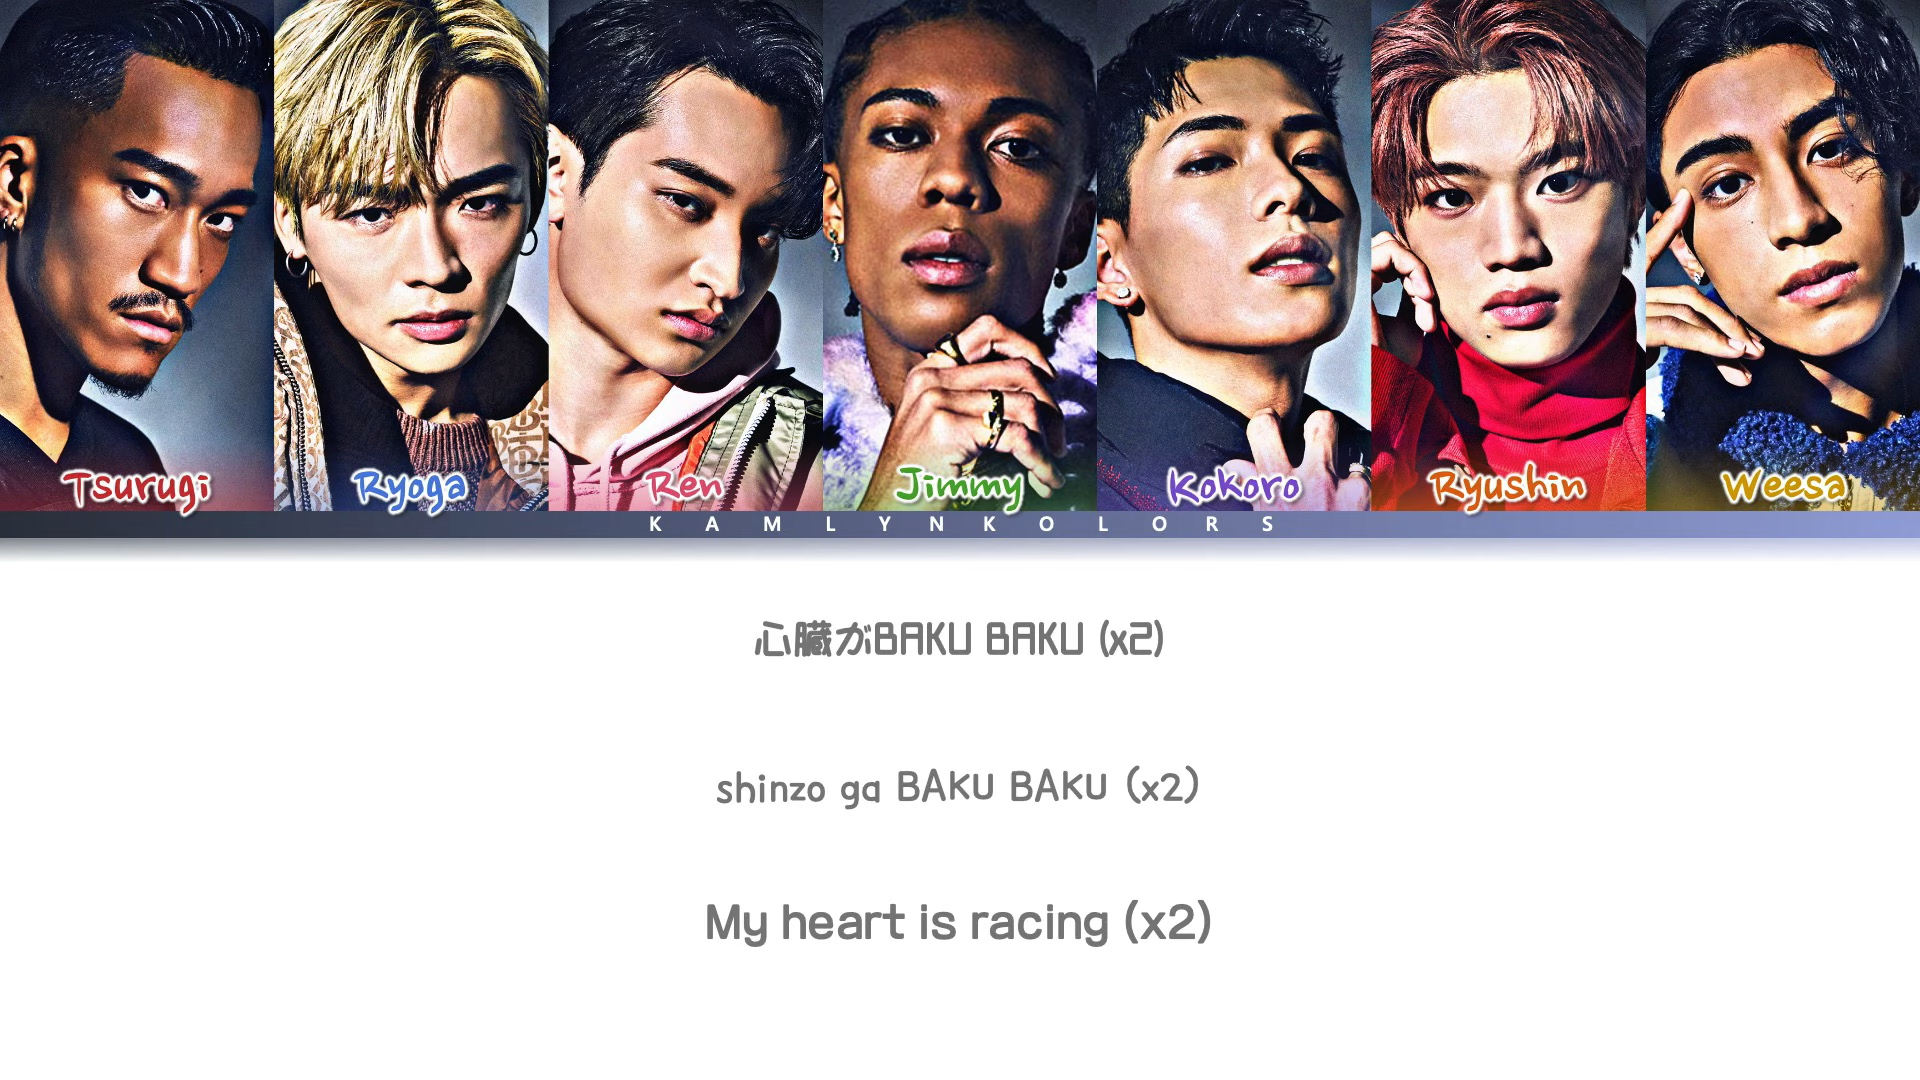 Tsurugi Ryoga Ren Jimmy Kokoro Ryushin Weesa
KAMLYNKOLORS
心臓がBAKU BAKU (x2)
shinzo ga BAKU BAKU (x2)
My heart is racing (x2)